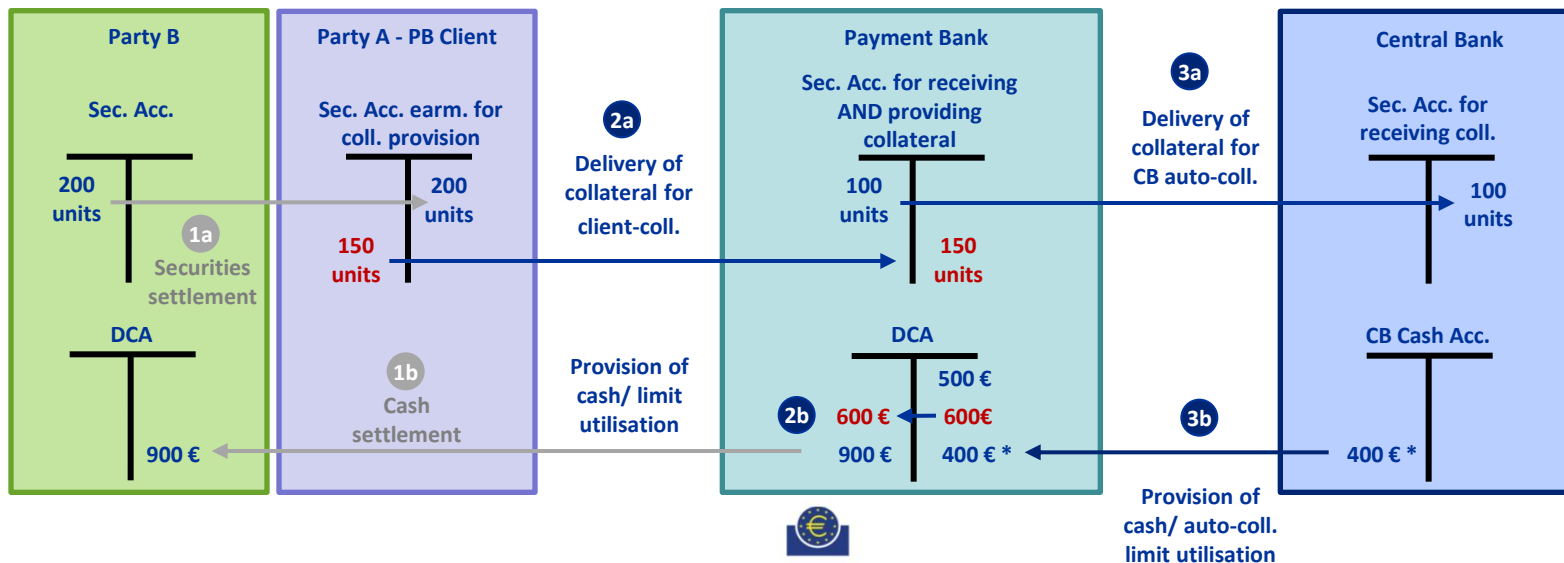 Party B
Sec. Acc.
200
units
1a
Securities
settlement
DCA
900 €
Party A - PB Client
Sec. Acc. earm. for
coll. provision
200
units
150
units
1b
Cash
settlement
2a
Delivery of
collateral for
client-coll.
Provision of
cash/ limit
utilisation
Payment Bank
Sec. Acc. for receiving
AND providing
collateral
100
units
150
units
DCA
500 €
2b
600 €
600€
900 €
400 € *
3a
Delivery of
collateral for
CB auto-coll.
3b
Provision of
cash/ auto-coll.
limit utilisation
Central Bank
Sec. Acc. for
receiving coll.
100
units
CB Cash Acc.
400 € *
€